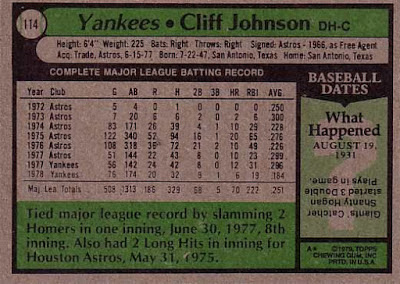 114
Yankees • Cliff Johnson DH-C
Height: 6'4" Weight: 225 Bats: Right Throws: Right Signed: Astros - 1966, as Free Agent
Acq: Trade, Astros, 6-15-77 Born: 7-22-47, San Antonio, Texas Home: San Antonio, Texas
COMPLETE MAJOR LEAGUE BATTING RECORD
Year Club G AB R H 2B 3B HR RBI AVG.
1972 Astros 5 4 0 1 0 0 0 0 .250
1973 Astros 7 20 6 6 2 0 2 6 .300
1974 Astros 83 171 26 39 4 1 10 29 .228
1975 Astros 122 340 52 94 16 1 20 65 .276
1976 Astros 108 318 36 72 21 2 10 49 .226
1977 Astros 51 144 22 43 8 0 10 23 .299
1977 Yankees 56 142 24 42 8 0 12 31 .296
1978 Yankees 76 174 20 32 9 1 6 19 .184
Maj. Lea. Totals 508 1313 186 329 68 5 70 222 .251
Tied major league record by slamming 2
Homers in one inning, June 30, 1977, 8th
inning. Also had 2 Long Hits in inning for
Houston Astros, May 31, 1975.
BASEBALL
DATES
What
Happened
AUGUST 19,
1931
Giants' Catcher
Shanty Hogan
started 3 Double
Plays in game.
A*
© 1979, TOPPS
CHEWING GUM, INC.
PRTD. IN U.S.A.